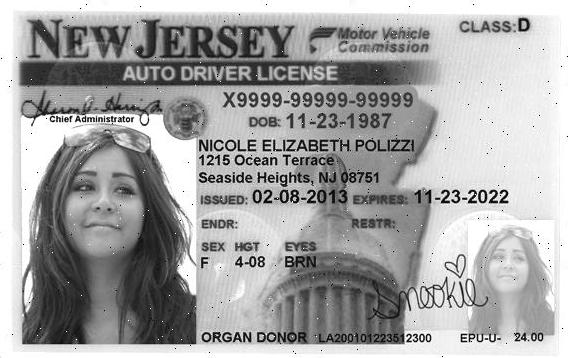 NEW JERSEY
Motor Vehicle
Commission
CLASS:D
AUTO DRIVER LICENSE
Chief Administrator
X9999-99999-99999
DOB: 11-23-1987
NICOLE ELIZABETH POLIZZI
1215 Ocean Terrace
Seaside Heights, NJ 08751
ISSUED: 02-08-2013 EXPIRES: 11-23-2022
ENDR: RESTR:
SEX HGT EYES
F 4-08 BRN
Snookie
ORGAN DONOR LA200101223512300 EPU-U- 24.00